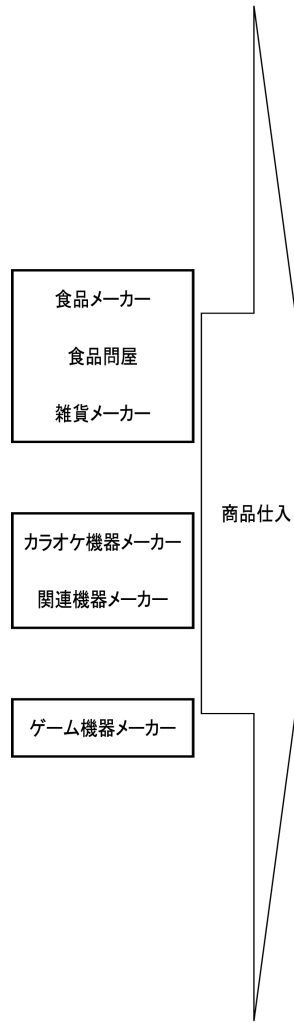 食品メーカー
食品問屋
雑貨メーカー
カラオケ機器メーカー
関連機器メーカー
ゲーム機器メーカー
商品仕入